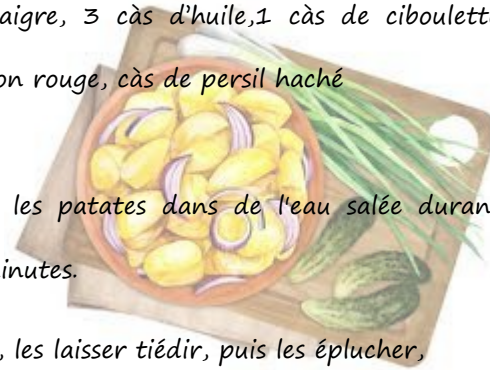 aigre, 3 càs d'huile,1 càs de ciboulett
on rouge, càs de persil haché
les patates dans de l'eau salée duran
inutes.
, les laisser tiédir, puis les éplucher,